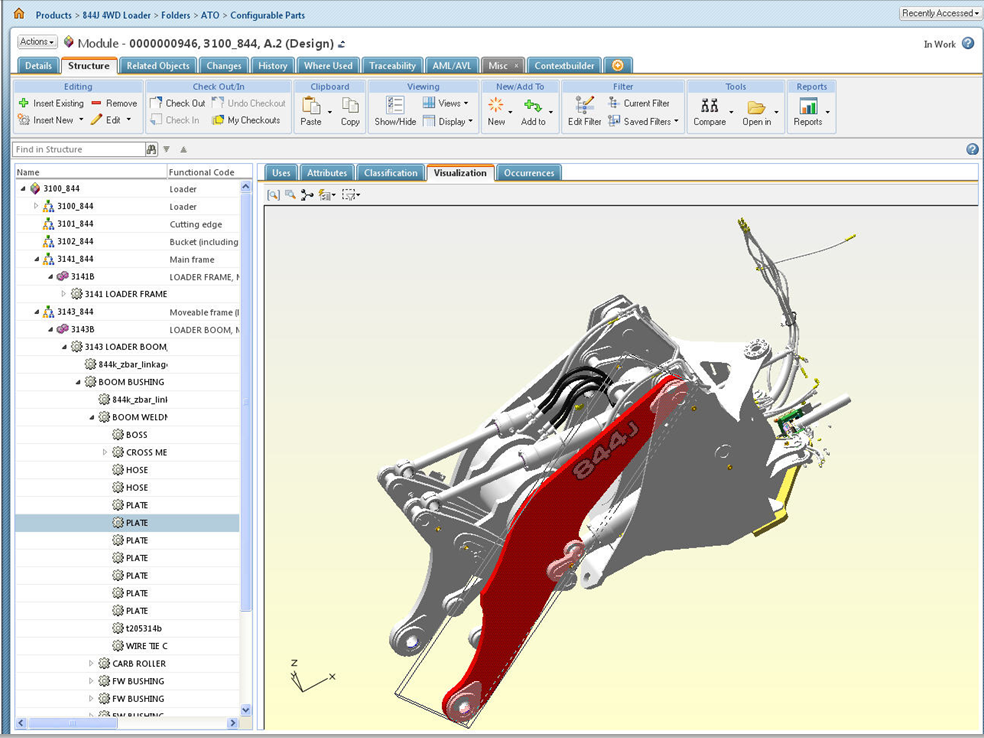 Products > 844J 4WD Loader > Folders > ATO > Configurable Parts
Recently Accessed
Actions Module - 0000000946, 3100_844, A.2 (Design)
In Work
Details Structure Related Objects Changes History Where Used Traceability AML/AVL Misc × Contextbuilder
Editing Check Out/In Clipboard Viewing New/Add To Filter Tools Reports
Insert Existing Remove Check Out Undo Checkout Views Current Filter
Insert New Edit Check In My Checkouts Paste Copy Show/Hide Display New Add to Edit Filter Saved Filters Compare Open in Reports
Find in Structure
Name Functional Code
Uses Attributes Classification Visualization Occurrences
3100_844 Loader
3100_844 Loader
3101_844 Cutting edge
3102_844 Bucket (including
3141_844 Main frame
3141B LOADER FRAME, M
3141 LOADER FRAME
3143_844 Moveable frame (l
3143B LOADER BOOM, M
3143 LOADER BOOM,
844k_zbar_linkag
BOOM BUSHING
844k_zbar_linl
BOOM WELDM
BOSS
CROSS ME
HOSE
HOSE
PLATE
PLATE
PLATE
PLATE
PLATE
PLATE
PLATE
t205314b
WIRE TIE C
CARB ROLLER
FW BUSHING
FW BUSHING
FW BUSHING
844J
Z
X
Y